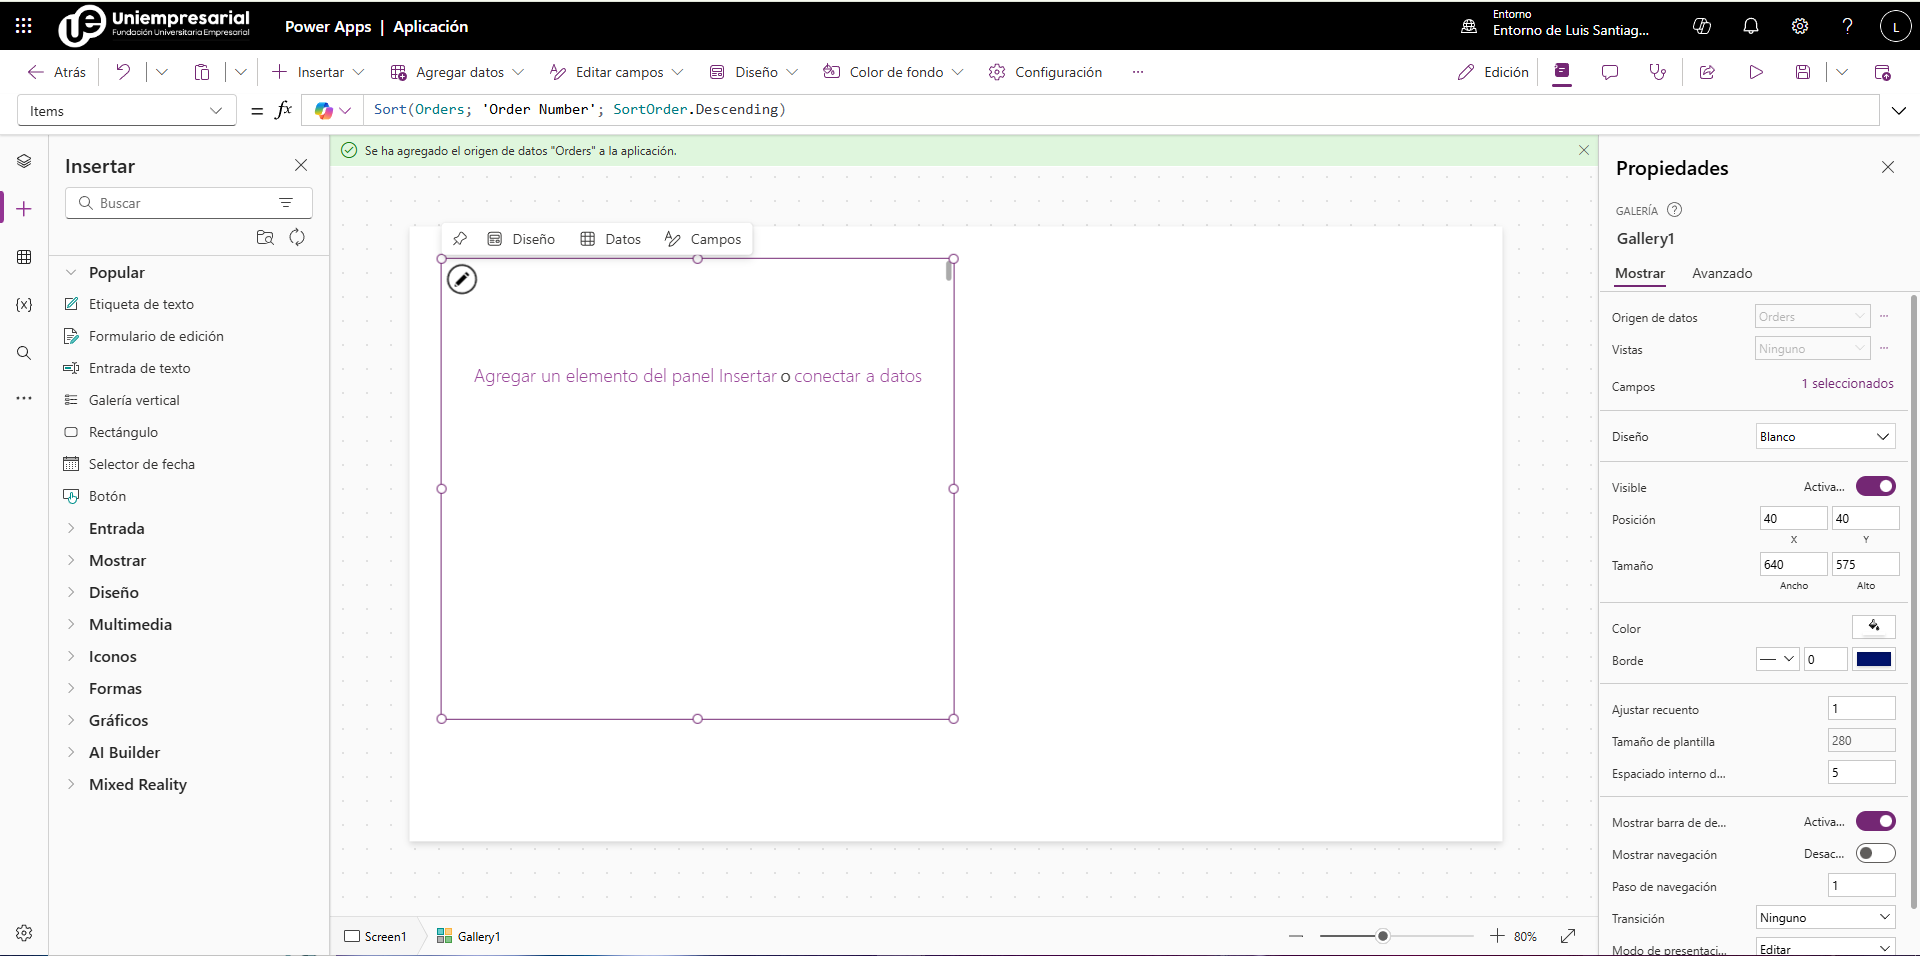 Uniempresarial
Fundación Universitaria Empresarial
Power Apps | Aplicación
Entorno
Entorno de Luis Santiag...
L
Atrás
Insertar
Agregar datos
Editar campos
Diseño
Color de fondo
Configuración
Edición
Items
= fx
Sort(Orders; 'Order Number'; SortOrder.Descending)
Insertar
Buscar
Popular
Etiqueta de texto
Formulario de edición
Entrada de texto
Galería vertical
Rectángulo
Selector de fecha
Botón
Entrada
Mostrar
Diseño
Multimedia
Iconos
Formas
Gráficos
AI Builder
Mixed Reality
Se ha agregado el origen de datos "Orders" a la aplicación.
Diseño
Datos
Campos
Agregar un elemento del panel Insertar o conectar a datos
Screen1
Gallery1
80%
Propiedades
GALERÍA
Gallery1
Mostrar
Avanzado
Origen de datos
Orders
Vistas
Ninguno
Campos
1 seleccionados
Diseño
Blanco
Visible
Activa...
Posición
40
40
X
Y
Tamaño
640
575
Ancho
Alto
Color
Borde
0
Ajustar recuento
1
Tamaño de plantilla
280
Espaciado interno d...
5
Mostrar barra de de...
Activa...
Mostrar navegación
Desac...
Paso de navegación
1
Transición
Ninguno
Modo de presentaci...
Editar